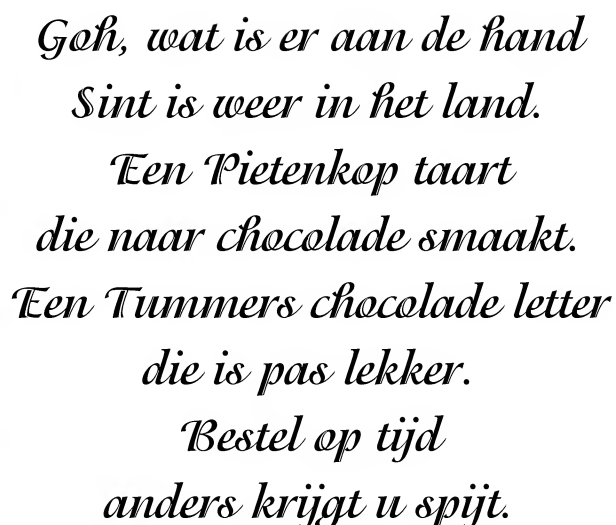 Goh, wat is er aan de hand
Sint is weer in het land.
Een Pietenkop taart
die naar chocolade smaakt.
Een Tummers chocolade letter
die is pas lekker.
Bestel op tijd
anders krijgt u spijt.